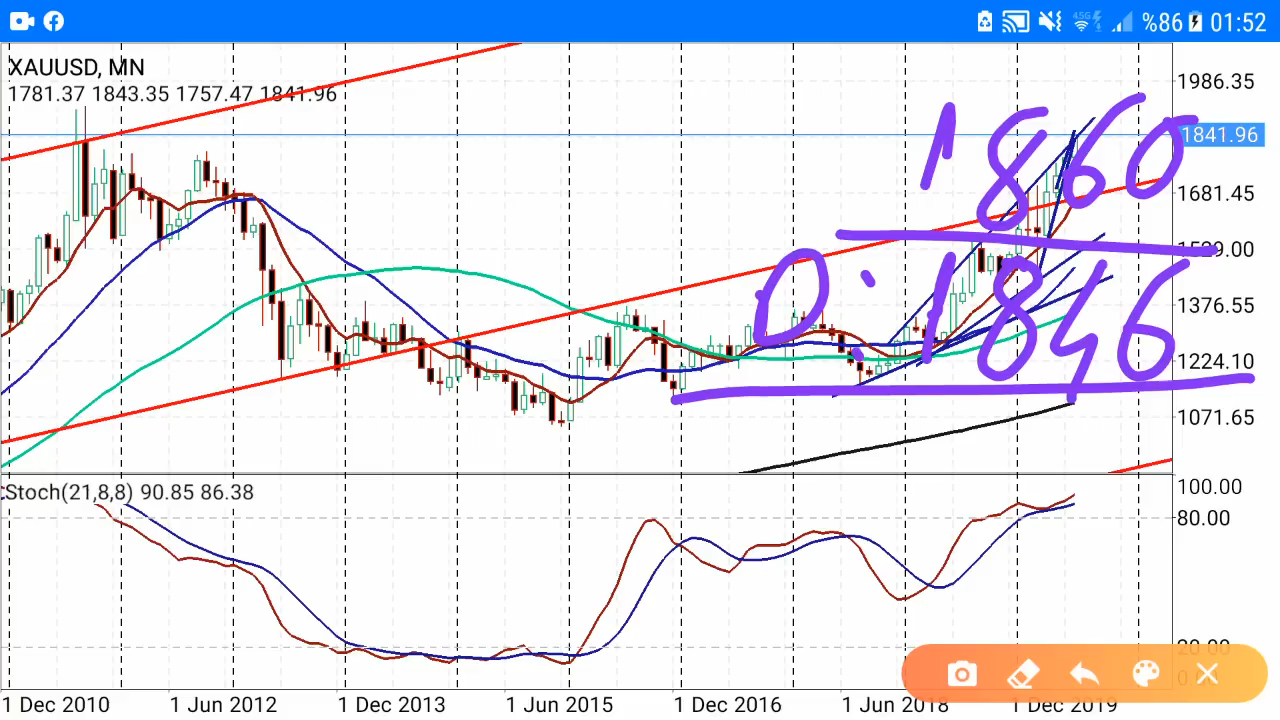 %86 01:52
XAUUSD, MN
1781.37 1843.35 1757.47 1841.96
1986.35
1860
1841.96
1681.45
1529.00
D: 1846
1376.55
1224.10
1071.65
Stoch(21,8,8) 90.85 86.38
100.00
80.00
20.00
1 Dec 2010 1 Jun 2012 1 Dec 2013 1 Jun 2015 1 Dec 2016 1 Jun 2018 1 Dec 2019